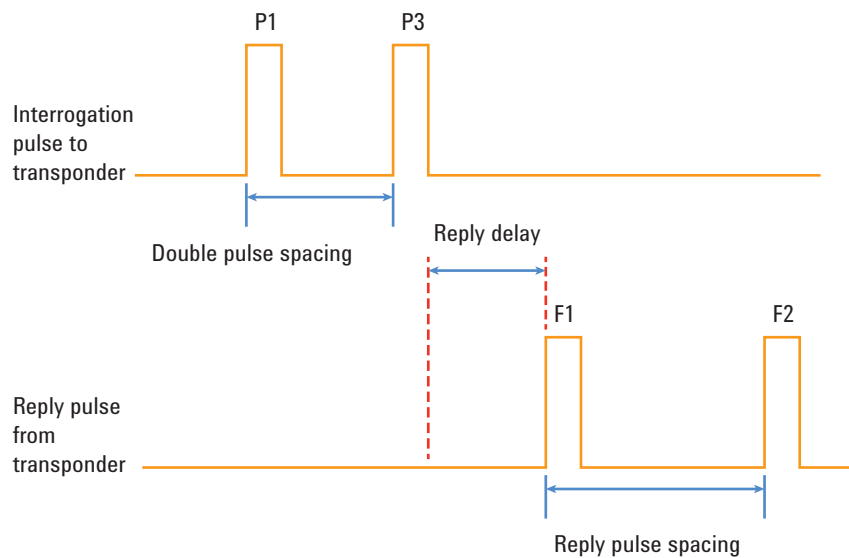 P1
P3
Interrogation
pulse to
transponder
Double pulse spacing
Reply delay
F1
F2
Reply pulse
from
transponder
Reply pulse spacing